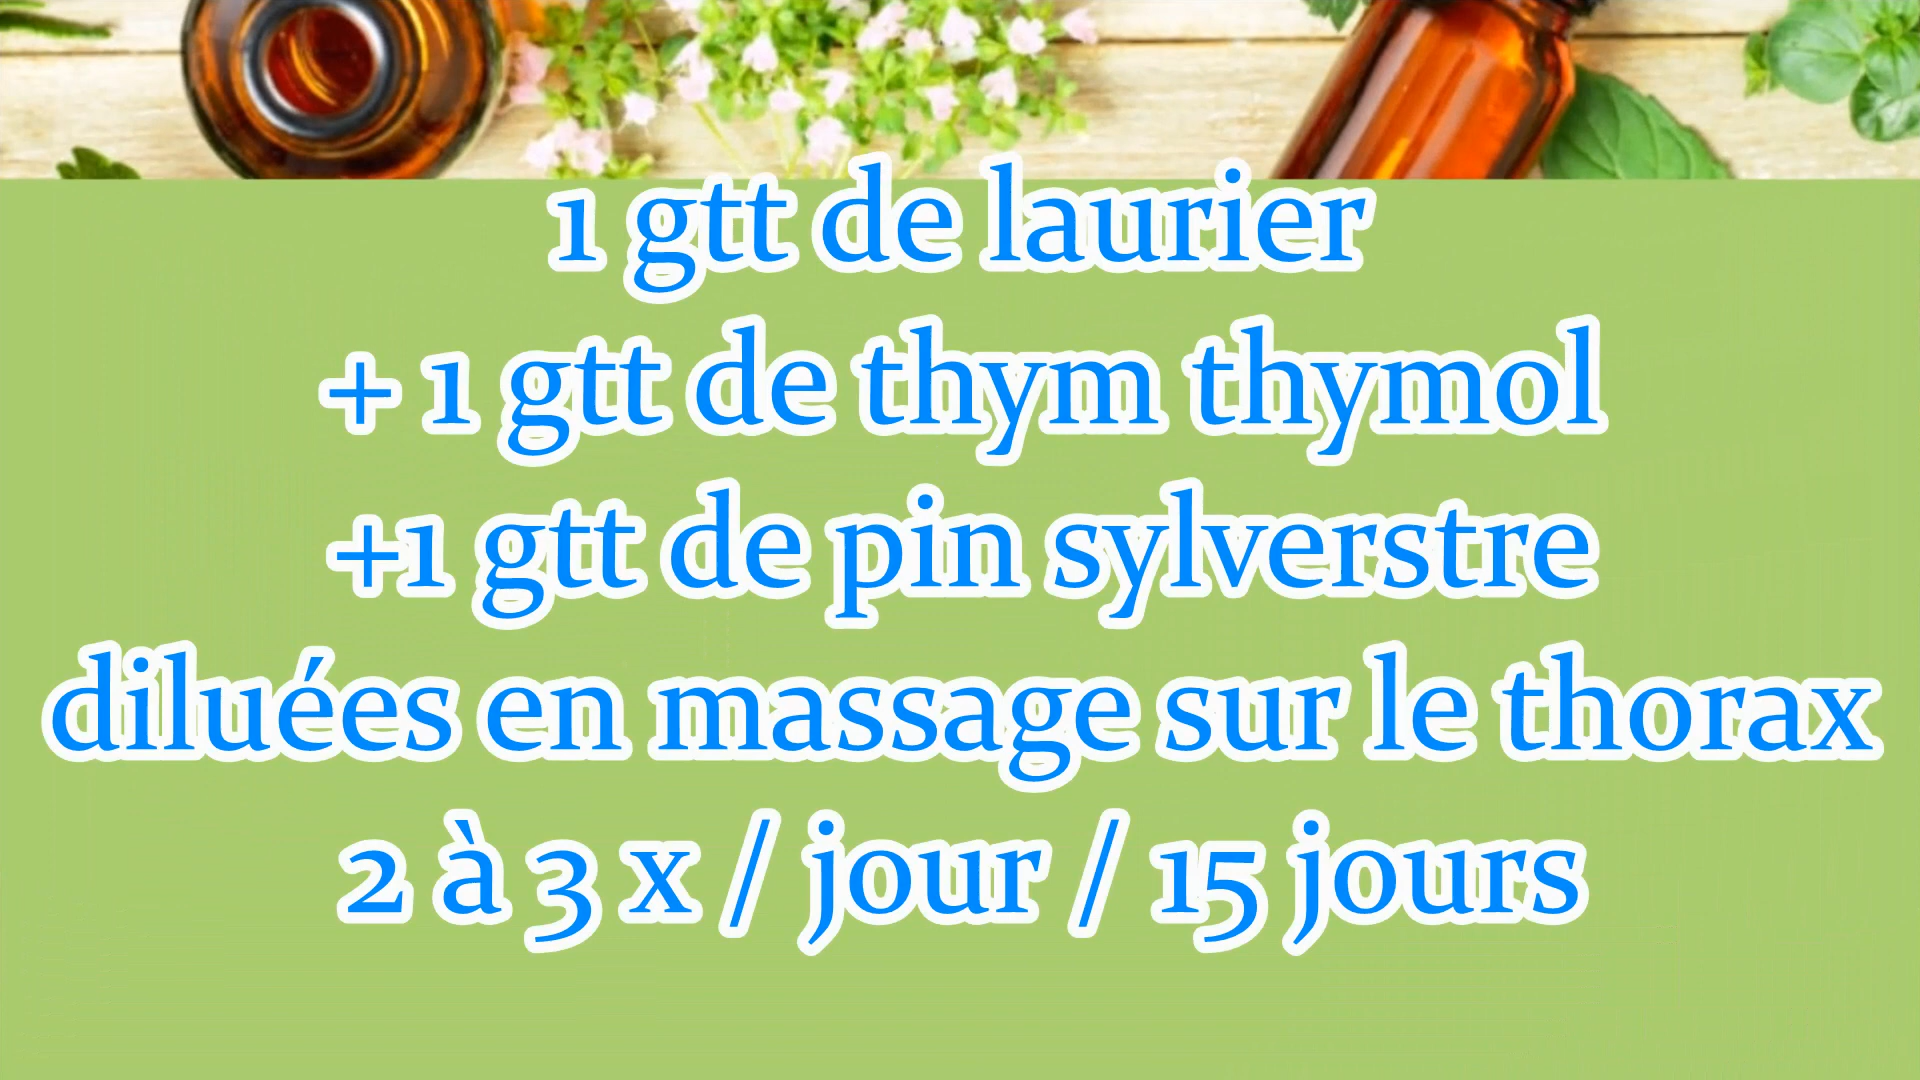 1 gtt de laurier
+ 1 gtt de thym thymol
+1 gtt de pin sylverstre
diluées en massage sur le thorax
2 à 3 x / jour / 15 jours